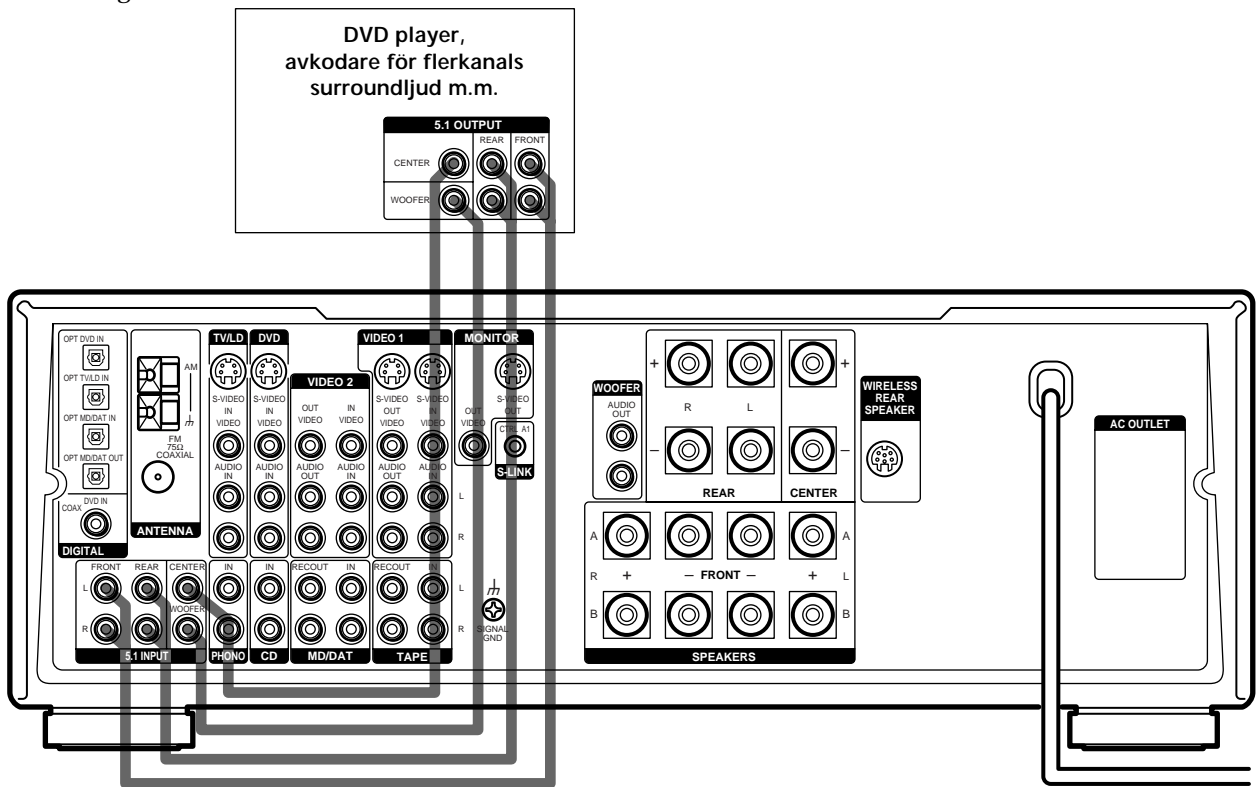 DVD player,
avkodare för flerkanals
surroundljud m.m.
5.1 OUTPUT
REAR FRONT
CENTER
WOOFER
OPT DVD IN
OPT TV/LD IN
OPT MD/DAT IN
OPT MD/DAT OUT
DVD IN
COAX
DIGITAL
AM
FM
75Ω
COAXIAL
ANTENNA
TV/LD
S-VIDEO
IN
VIDEO
AUDIO
IN
DVD
S-VIDEO
IN
VIDEO
AUDIO
IN
VIDEO 2
OUT
VIDEO
IN
VIDEO
AUDIO
OUT
AUDIO
IN
VIDEO 1
S-VIDEO
OUT
VIDEO
S-VIDEO
IN
VIDEO
AUDIO
OUT
AUDIO
IN
L
R
MONITOR
OUT
VIDEO
S-VIDEO
OUT
CTRL A1
S-LINK
FRONT REAR CENTER
WOOFER
L
R
5.1 INPUT
IN
PHONO
IN
CD
RECOUT IN
MD/DAT
RECOUT IN
TAPE
L
R
SIGNAL
GND
WOOFER
AUDIO
OUT
+
R L
–
REAR
+
–
CENTER
WIRELESS
REAR
SPEAKER
A A
R + – FRONT – + L
B B
SPEAKERS
AC OUTLET